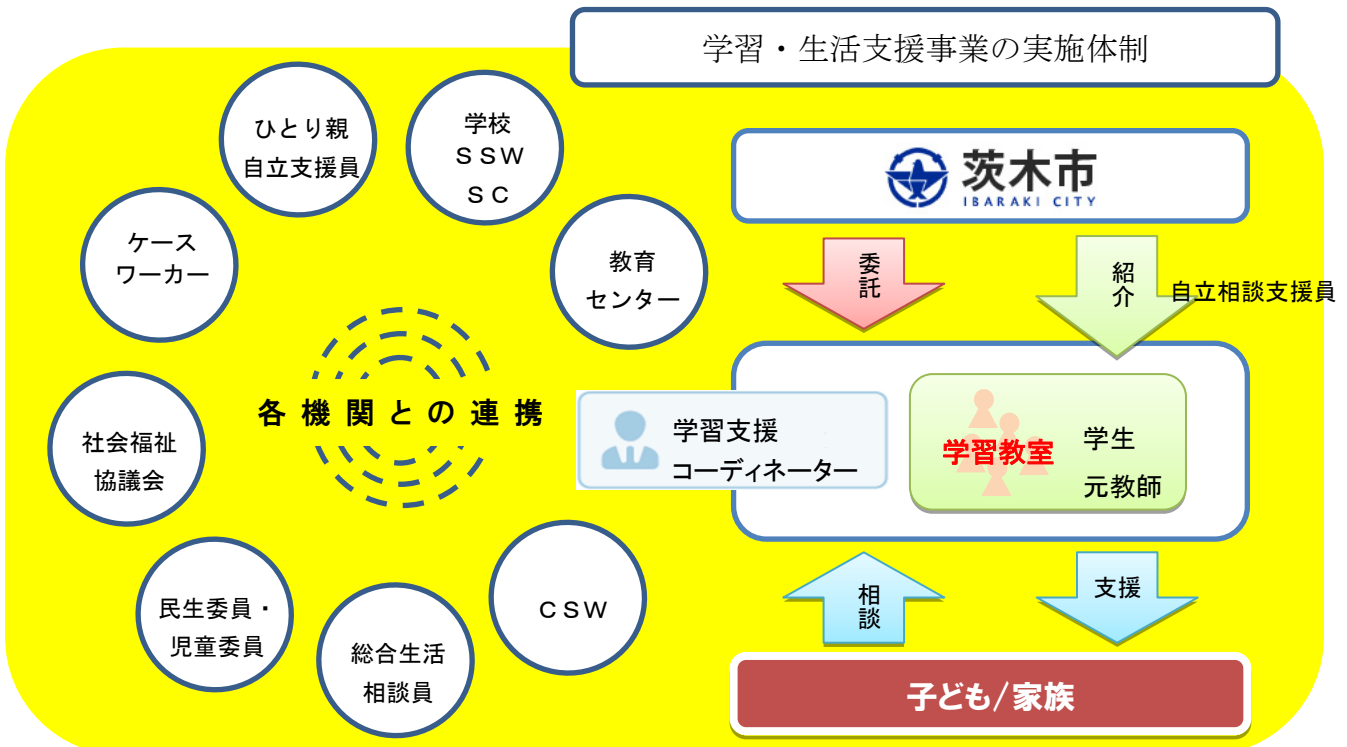 学習・生活支援事業の実施体制
ひとり親
自立支援員
学校
ＳＳＷ
ＳＣ
ケース
ワーカー
教育
センター
社会福祉
協議会
各機関との連携
民生委員・
児童委員
総合生活
相談員
ＣＳＷ
茨木市
IBARAKI CITY
委託
紹介
自立相談支援員
学習支援
コーディネーター
学習教室
学生
元教師
相談
支援
子ども/家族